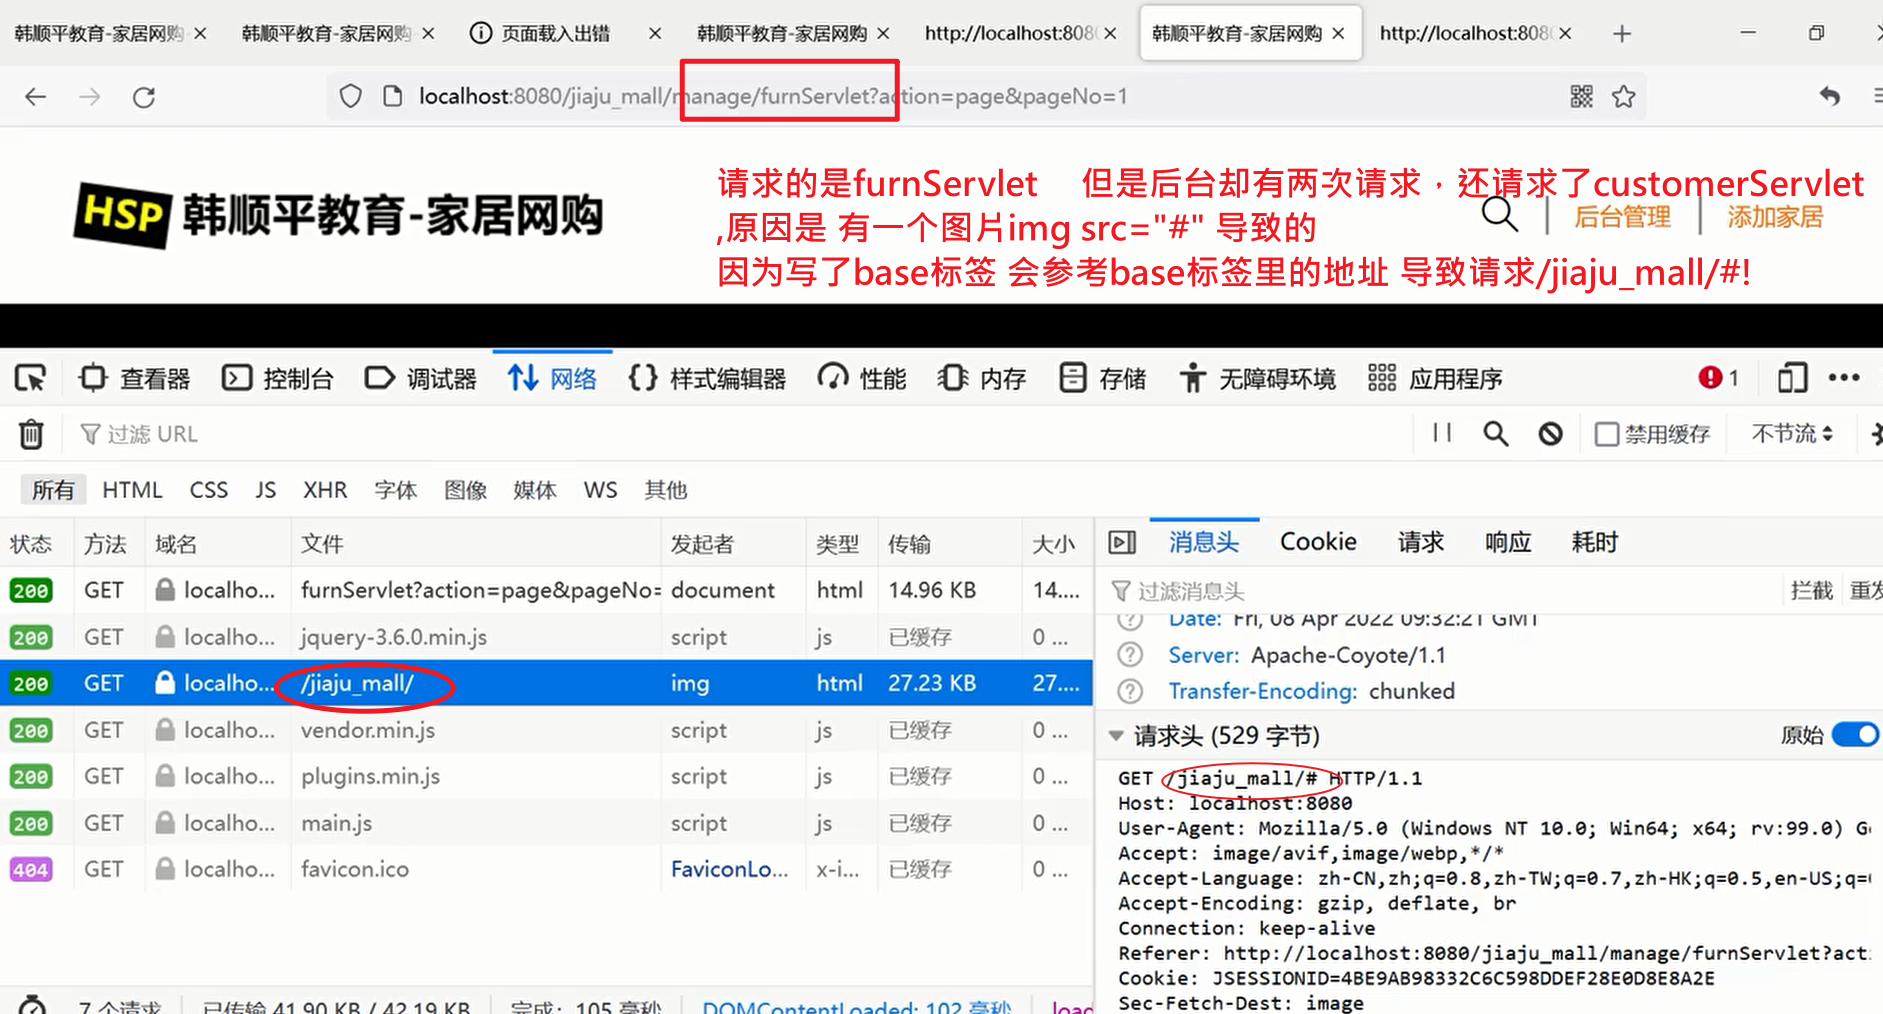 韩顺平教育-家居网购
韩顺平教育-家居网购
页面载入出错
韩顺平教育-家居网购
http://localhost:808
韩顺平教育-家居网购
http://localhost:808
localhost:8080/jiaju_mall/manage/furnServlet?action=page&pageNo=1
HSP 韩顺平教育-家居网购
请求的是furnServlet 但是后台却有两次请求，还请求了customerServlet
,原因是 有一个图片img src="#" 导致的
因为写了base标签 会参考base标签里的地址 导致请求/jiaju_mall/#!
后台管理 添加家居
查看器 控制台 调试器 网络 样式编辑器 性能 内存 存储 无障碍环境 应用程序 1
过滤 URL 禁用缓存 不节流
所有 HTML CSS JS XHR 字体 图像 媒体 WS 其他
状态 方法 域名 文件 发起者 类型 传输 大小
200 GET localho... furnServlet?action=page&pageNo= document html 14.96 KB 14....
200 GET localho... jquery-3.6.0.min.js script js 已缓存 0 ...
200 GET localho... /jiaju_mall/ img html 27.23 KB 27....
200 GET localho... vendor.min.js script js 已缓存 0 ...
200 GET localho... plugins.min.js script js 已缓存 0 ...
200 GET localho... main.js script js 已缓存 0 ...
404 GET localho... favicon.ico FaviconLo... x-i... 已缓存 0 ...
7 个请求 已传输 41.90 KB / 42.19 KB 完成：105 毫秒 DOMContentLoaded: 102 毫秒 load
消息头 Cookie 请求 响应 耗时
过滤消息头 拦截 重发
Date: Fri, 08 Apr 2022 09:32:21 GMT
Server: Apache-Coyote/1.1
Transfer-Encoding: chunked
请求头 (529 字节) 原始
GET /jiaju_mall/# HTTP/1.1
Host: localhost:8080
User-Agent: Mozilla/5.0 (Windows NT 10.0; Win64; x64; rv:99.0) Ge
Accept: image/avif,image/webp,*/*
Accept-Language: zh-CN,zh;q=0.8,zh-TW;q=0.7,zh-HK;q=0.5,en-US;q=
Accept-Encoding: gzip, deflate, br
Connection: keep-alive
Referer: http://localhost:8080/jiaju_mall/manage/furnServlet?act
Cookie: JSESSIONID=4BE9AB98332C6C598DDEF28E0D8E8A2E
Sec-Fetch-Dest: image